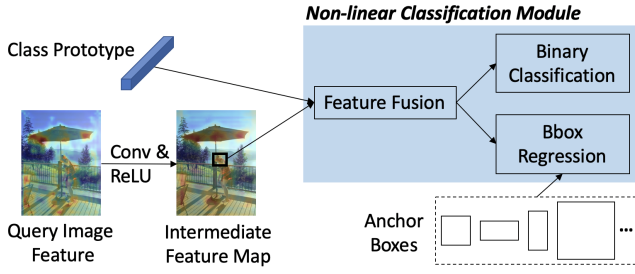 Non-linear Classification Module
Class Prototype
Binary
Classification
Feature Fusion
Conv &
ReLU
Bbox
Regression
Query Image
Feature
Intermediate
Feature Map
Anchor
Boxes
...